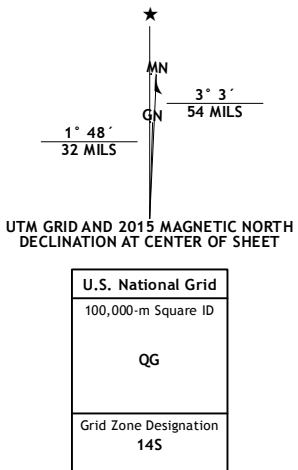 ★
MN
3° 3´
54 MILS
GN
1° 48´
32 MILS
UTM GRID AND 2015 MAGNETIC NORTH
DECLINATION AT CENTER OF SHEET
U.S. National Grid
100,000-m Square ID
QG
Grid Zone Designation
14S